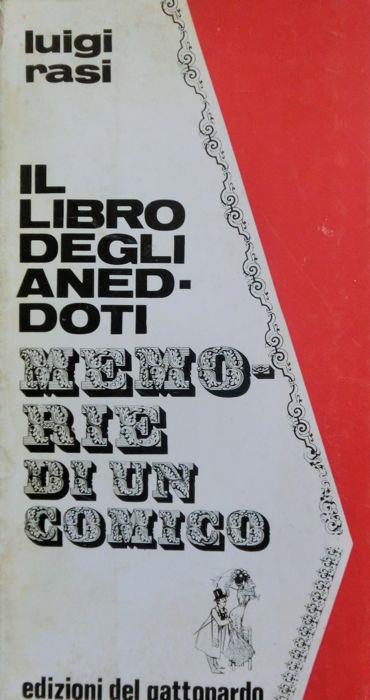 luigi
rasi
IL
LIBRO
DEGLI
ANED-
DOTI
MEMO-
RIE
DI UN
COMICO
edizioni del gattopardo